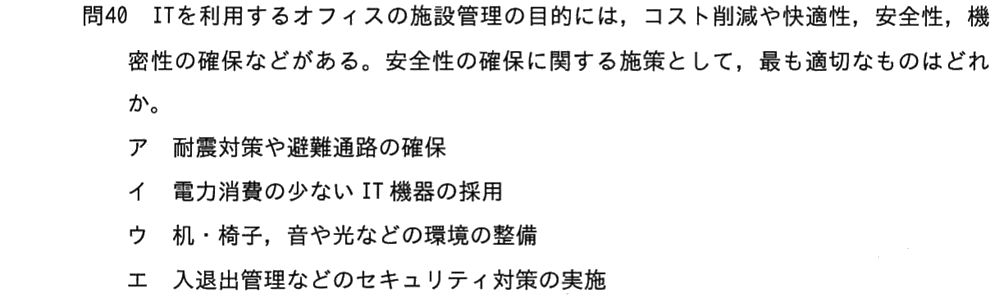 問40　ITを利用するオフィスの施設管理の目的には，コスト削減や快適性，安全性，機
密性の確保などがある。安全性の確保に関する施策として，最も適切なものはどれ
か。
ア　耐震対策や避難通路の確保
イ　電力消費の少ない IT 機器の採用
ウ　机・椅子，音や光などの環境の整備
エ　入退出管理などのセキュリティ対策の実施